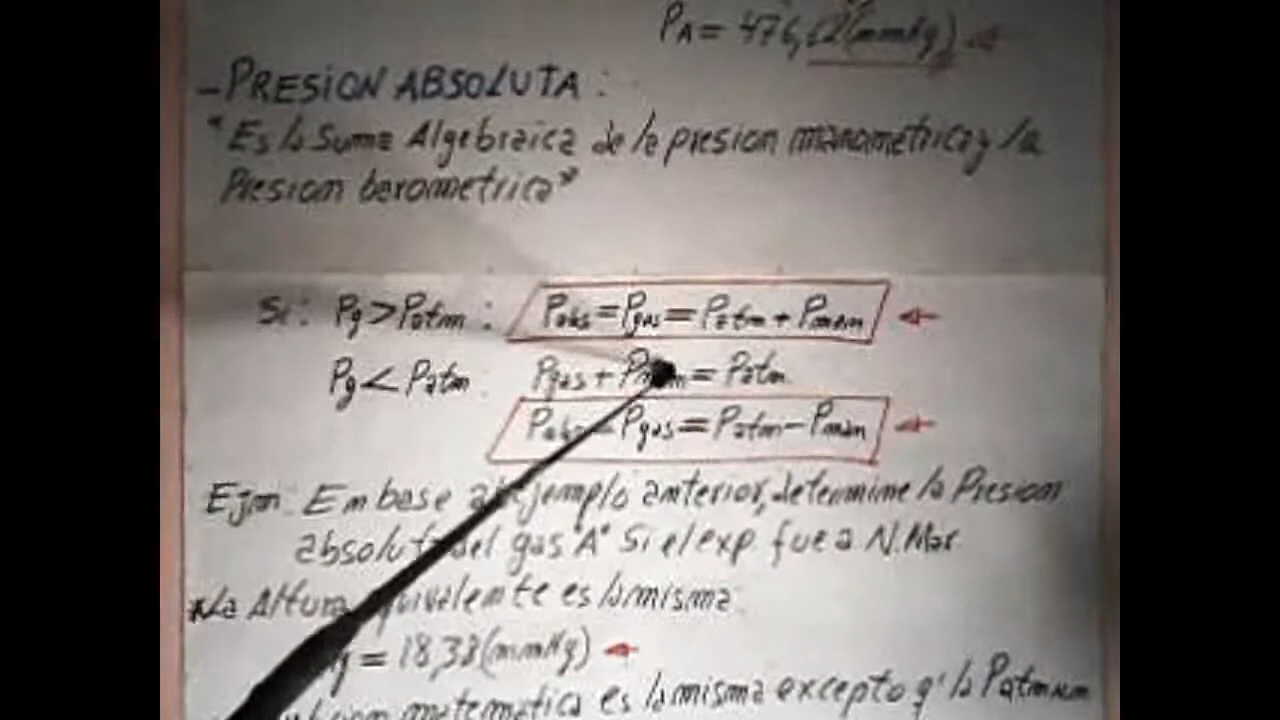 PA = 476,62 (mmHg)
- PRESION ABSOLUTA :
"Es la Suma Algebraica de la presion manometrica y la
Presion barometrica"
Si: Pg > Patm : Pabs = Pgas = Patm + Pman
Pg < Patm : Pgas + = Patm
Pabs = Pgas = Patm - Pman
Ejm: En base al ejemplo anterior, determine la Presion
absoluta del gas "A" Si el exp. fue a N. Mar
La Altura equivalente es la misma:
= 18,38 (mmHg)
matematica es la misma excepto q' la Patm